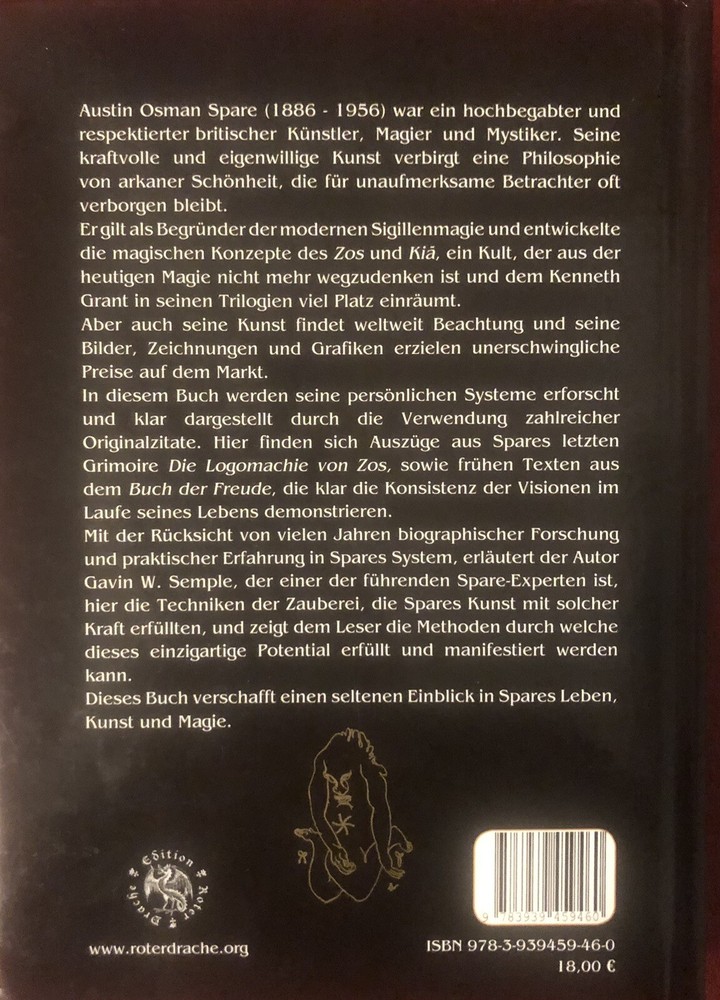 Austin Osman Spare (1886 - 1956) war ein hochbegabter und
respektierter britischer Künstler, Magier und Mystiker. Seine
kraftvolle und eigenwillige Kunst verbirgt eine Philosophie
von arkaner Schönheit, die für unaufmerksame Betrachter oft
verborgen bleibt.
Er gilt als Begründer der modernen Sigillenmagie und entwickelte
die magischen Konzepte des Zos und Kiā, ein Kult, der aus der
heutigen Magie nicht mehr wegzudenken ist und dem Kenneth
Grant in seinen Trilogien viel Platz einräumt.
Aber auch seine Kunst findet weltweit Beachtung und seine
Bilder, Zeichnungen und Grafiken erzielen unerschwingliche
Preise auf dem Markt.
In diesem Buch werden seine persönlichen Systeme erforscht
und klar dargestellt durch die Verwendung zahlreicher
Originalzitate. Hier finden sich Auszüge aus Spares letzten
Grimoire Die Logomachie von Zos, sowie frühen Texten aus
dem Buch der Freude, die klar die Konsistenz der Visionen im
Laufe seines Lebens demonstrieren.
Mit der Rücksicht von vielen Jahren biographischer Forschung
und praktischer Erfahrung in Spares System, erläutert der Autor
Gavin W. Semple, der einer der führenden Spare-Experten ist,
hier die Techniken der Zauberei, die Spares Kunst mit solcher
Kraft erfüllten, und zeigt dem Leser die Methoden durch welche
dieses einzigartige Potential erfüllt und manifestiert werden
kann.
Dieses Buch verschafft einen seltenen Einblick in Spares Leben,
Kunst und Magie.
Edition Roter Drache
www.roterdrache.org
9 783939 459460
ISBN 978-3-939459-46-0
18,00 €